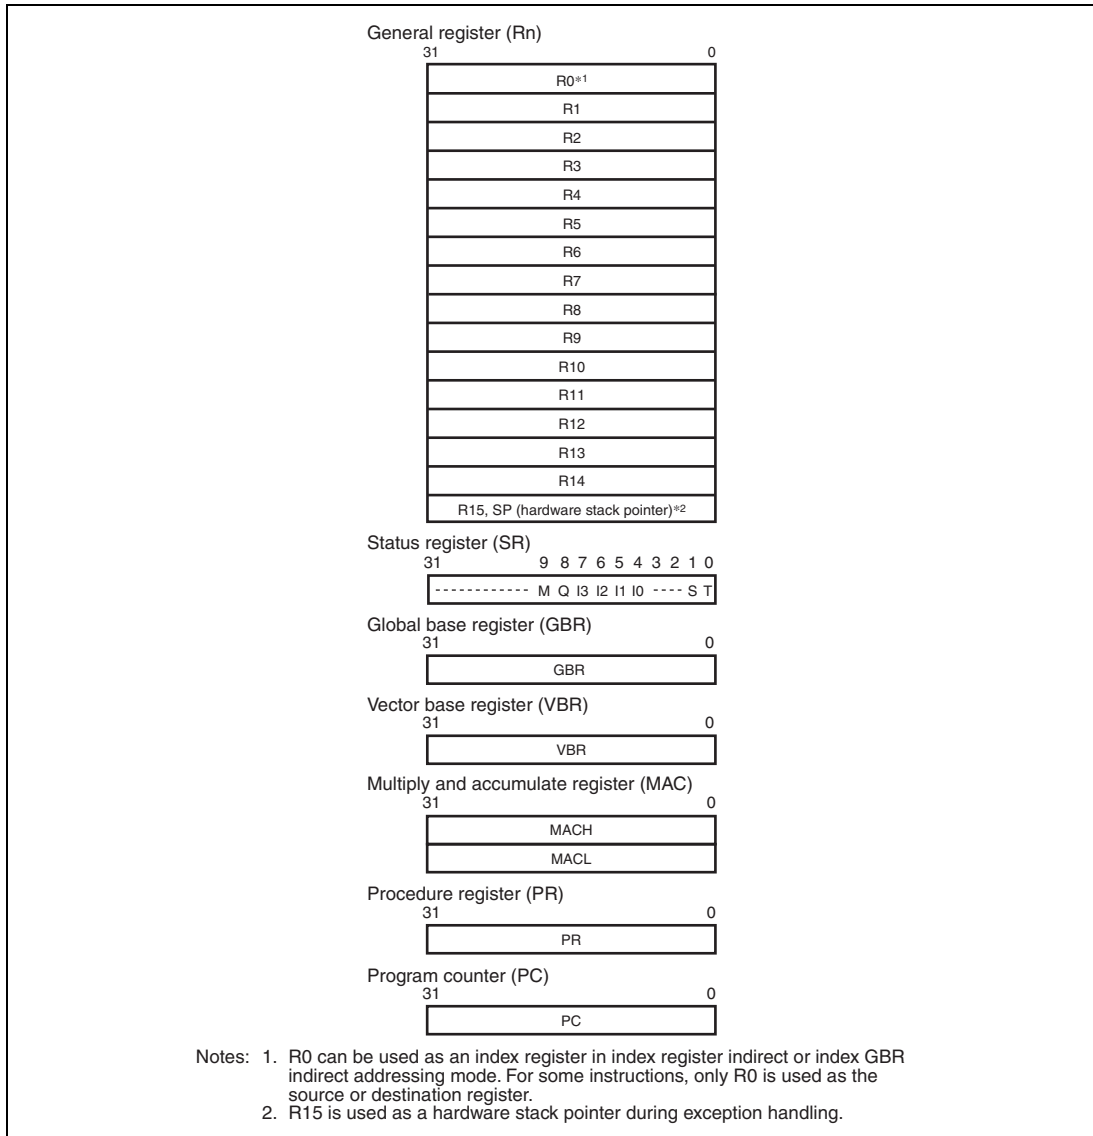 General register (Rn)
31 0
R0*1
R1
R2
R3
R4
R5
R6
R7
R8
R9
R10
R11
R12
R13
R14
R15, SP (hardware stack pointer)*2
Status register (SR)
31 9 8 7 6 5 4 3 2 1 0
------------ M Q I3 I2 I1 I0 ---- S T
Global base register (GBR)
31 0
GBR
Vector base register (VBR)
31 0
VBR
Multiply and accumulate register (MAC)
31 0
MACH
MACL
Procedure register (PR)
31 0
PR
Program counter (PC)
31 0
PC
Notes: 1. R0 can be used as an index register in index register indirect or index GBR
indirect addressing mode. For some instructions, only R0 is used as the
source or destination register.
2. R15 is used as a hardware stack pointer during exception handling.